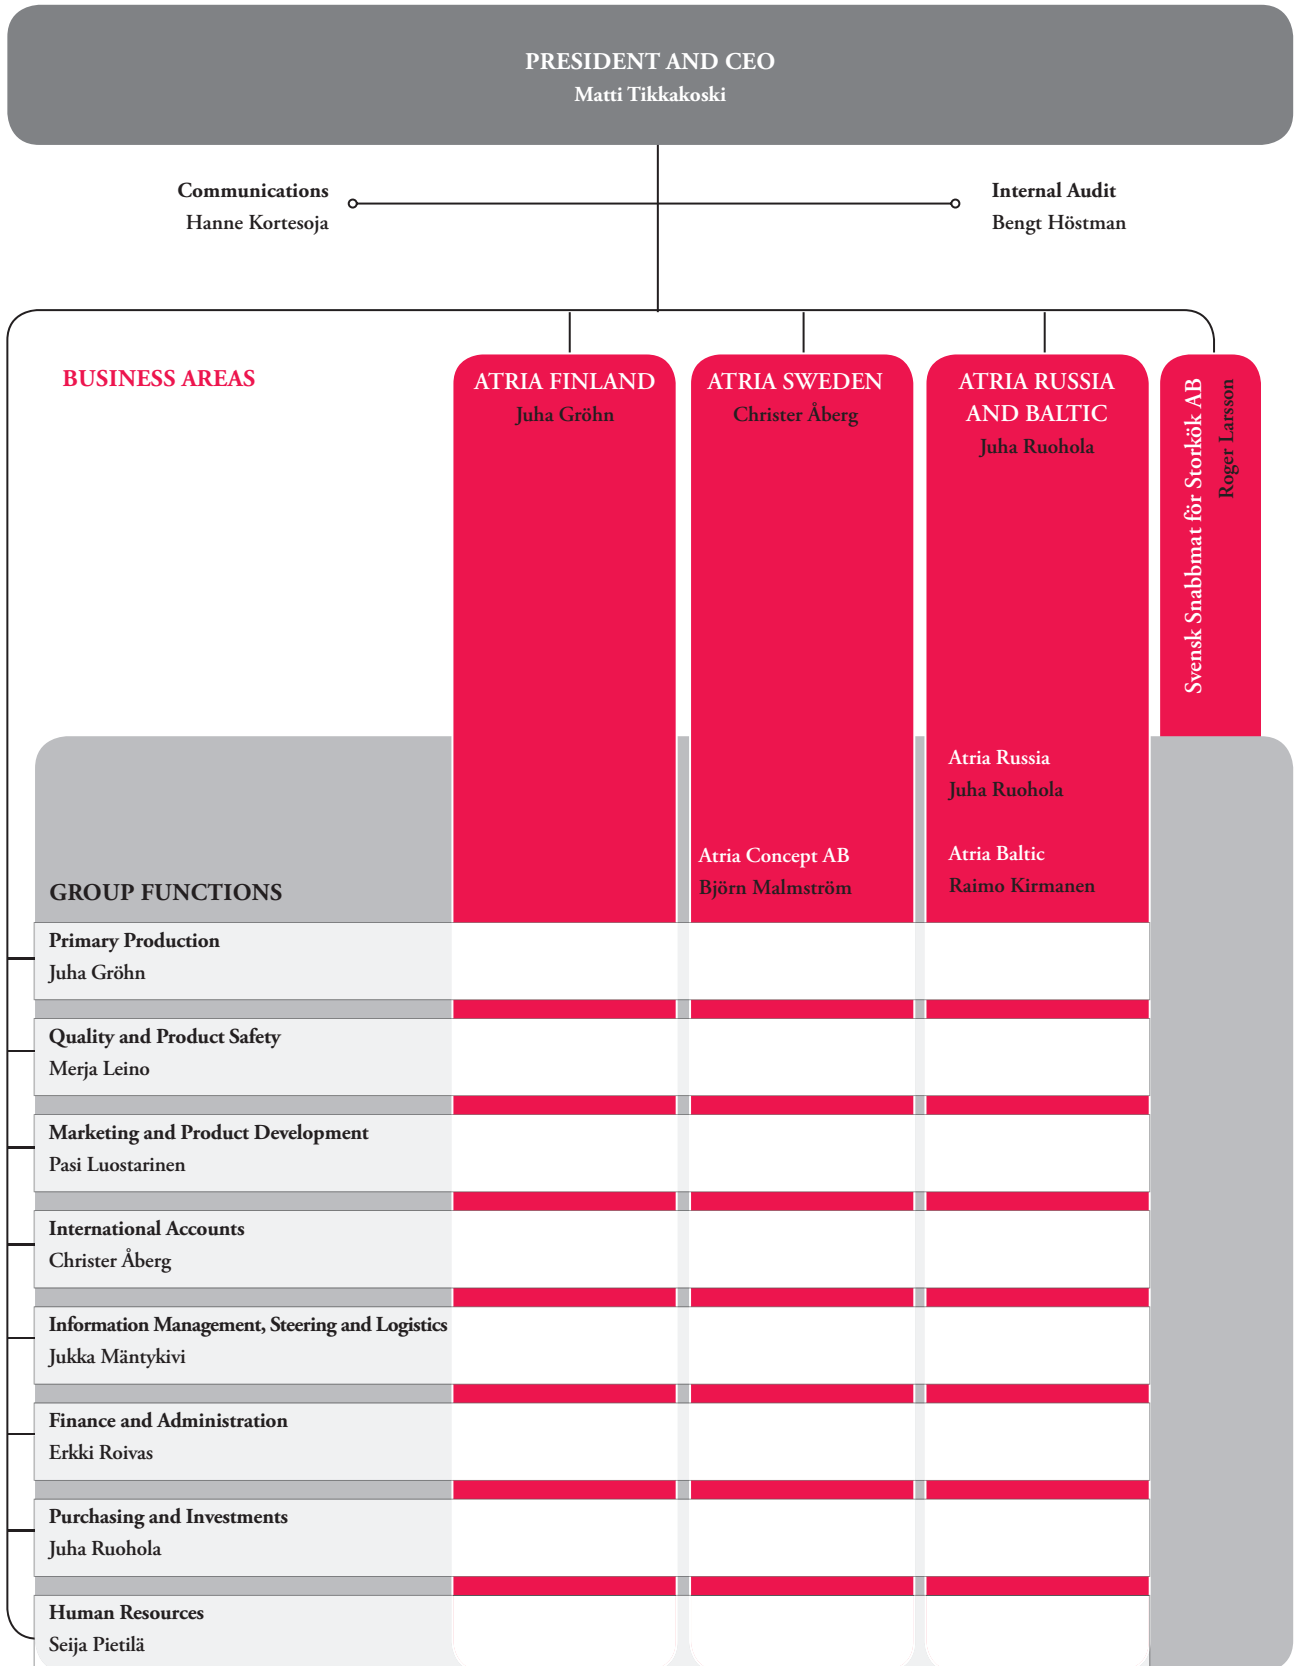 PRESIDENT AND CEO
Matti Tikkakoski
Communications
Hanne Kortesoja
Internal Audit
Bengt Höstman
BUSINESS AREAS
ATRIA FINLAND
Juha Gröhn
ATRIA SWEDEN
Christer Åberg
ATRIA RUSSIA
AND BALTIC
Juha Ruohola
Svensk Snabbmat för Storkök AB
Roger Larsson
Atria Russia
Juha Ruohola
Atria Concept AB
Björn Malmström
Atria Baltic
Raimo Kirmanen
GROUP FUNCTIONS
Primary Production
Juha Gröhn
Quality and Product Safety
Merja Leino
Marketing and Product Development
Pasi Luostarinen
International Accounts
Christer Åberg
Information Management, Steering and Logistics
Jukka Mäntykivi
Finance and Administration
Erkki Roivas
Purchasing and Investments
Juha Ruohola
Human Resources
Seija Pietilä